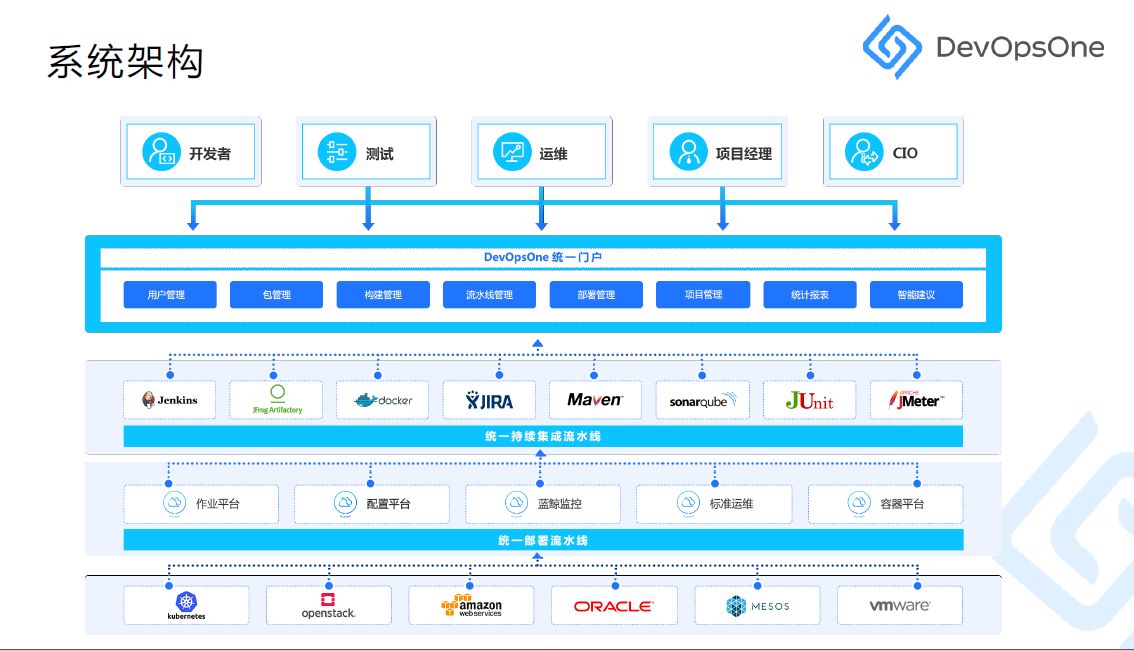 系统架构
DevOpsOne
开发者
测试
运维
项目经理
CIO
DevOpsOne 统一门户
用户管理
包管理
构建管理
流水线管理
部署管理
项目管理
统计报表
智能建议
Jenkins
JFrog Artifactory
docker
JIRA
Maven™
sonarqube
JUnit
APACHE
JMeter™
统一持续集成流水线
作业平台
配置平台
蓝鲸监控
标准运维
容器平台
统一部署流水线
kubernetes
openstack.
amazon
webservices
ORACLE®
MESOS
vmware®